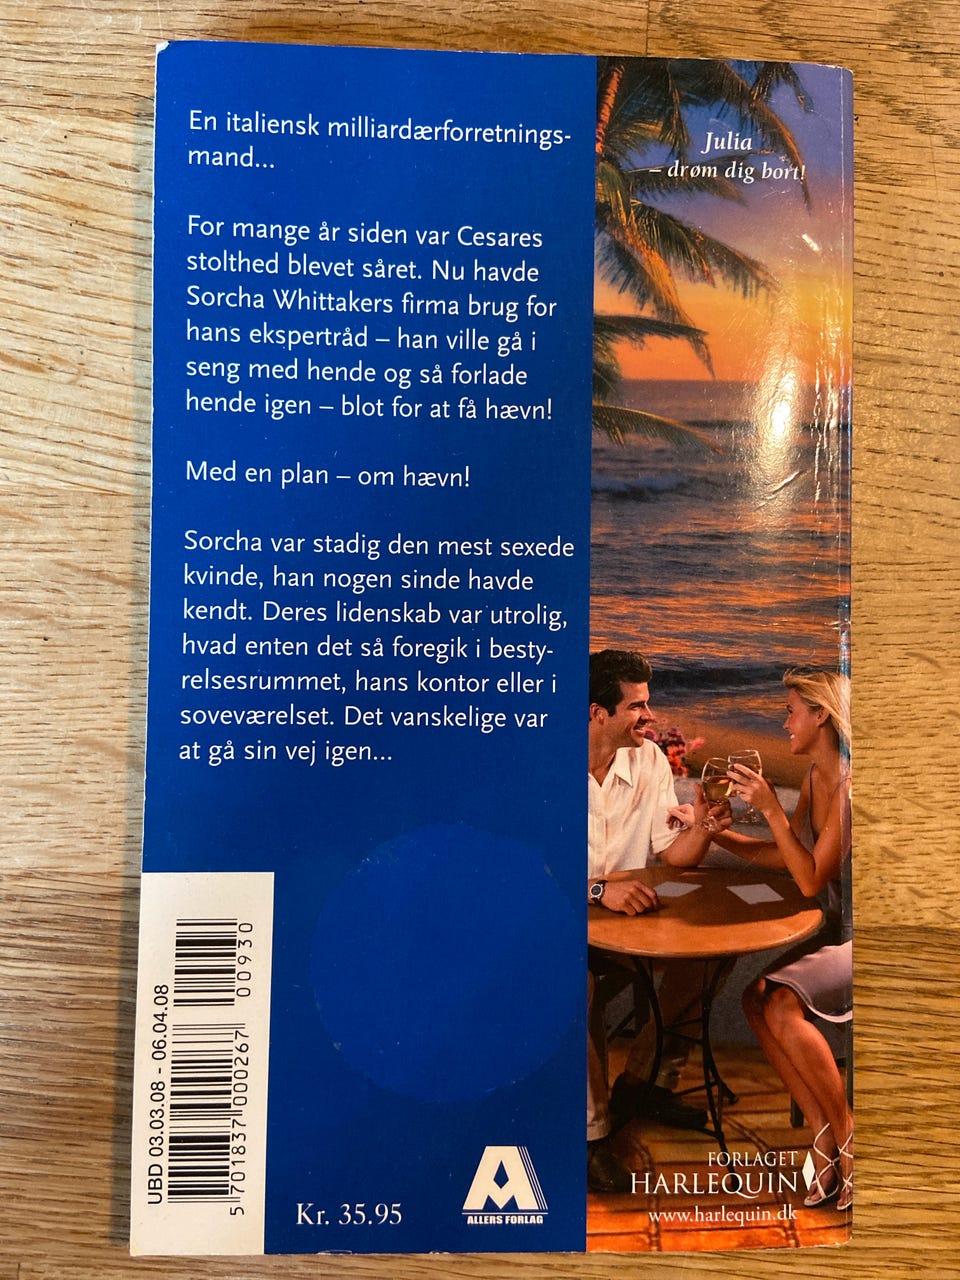 En italiensk milliardærforretnings-
mand...
For mange år siden var Cesares
stolthed blevet såret. Nu havde
Sorcha Whittakers firma brug for
hans ekspertråd – han ville gå i
seng med hende og så forlade
hende igen – blot for at få hævn!
Med en plan – om hævn!
Sorcha var stadig den mest sexede
kvinde, han nogen sinde havde
kendt. Deres lidenskab var utrolig,
hvad enten det så foregik i besty-
relsesrummet, hans kontor eller i
soveværelset. Det vanskelige var
at gå sin vej igen...
Julia
– drøm dig bort!
UBD 03.03.08 - 06.04.08
5 701837 000267
00930
Kr. 35.95
ALLERS FORLAG
FORLAGET
HARLEQUIN
www.harlequin.dk